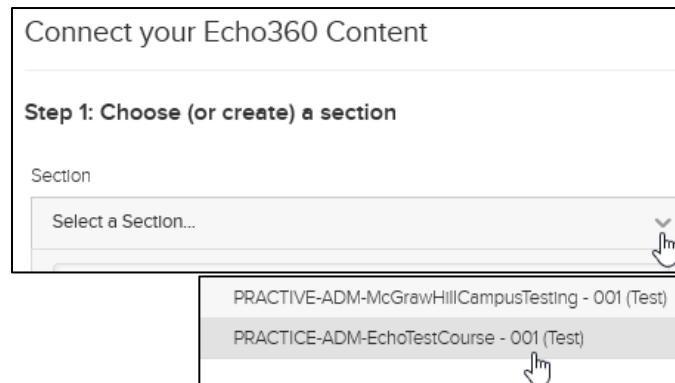 Connect your Echo360 Content
Step 1: Choose (or create) a section
Section
Select a Section...
PRACTIVE-ADM-McGrawHillCampusTesting - 001 (Test)
PRACTICE-ADM-EchoTestCourse - 001 (Test)